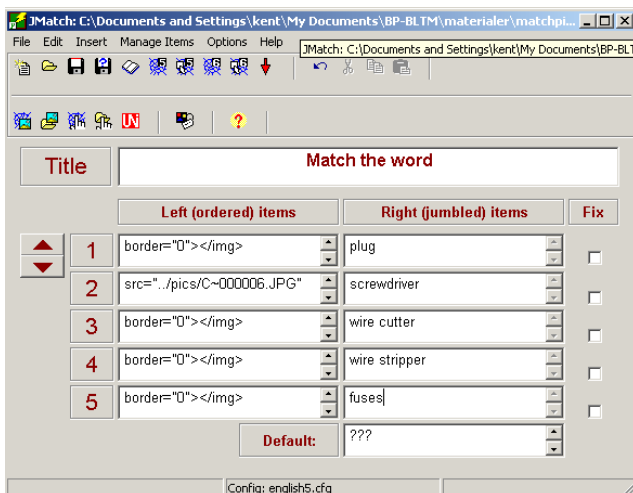 JMatch: C:\Documents and Settings\kent\My Documents\BP-BLTM\materialer\matchpi...
File Edit Insert Manage Items Options Help
JMatch: C:\Documents and Settings\kent\My Documents\BP-BLT
Title
Match the word
Left (ordered) items Right (jumbled) items Fix
1 border="0"></img> plug
2 src="../pics/C~000006.JPG" screwdriver
3 border="0"></img> wire cutter
4 border="0"></img> wire stripper
5 border="0"></img> fuses
Default: ???
Config: english5.cfg